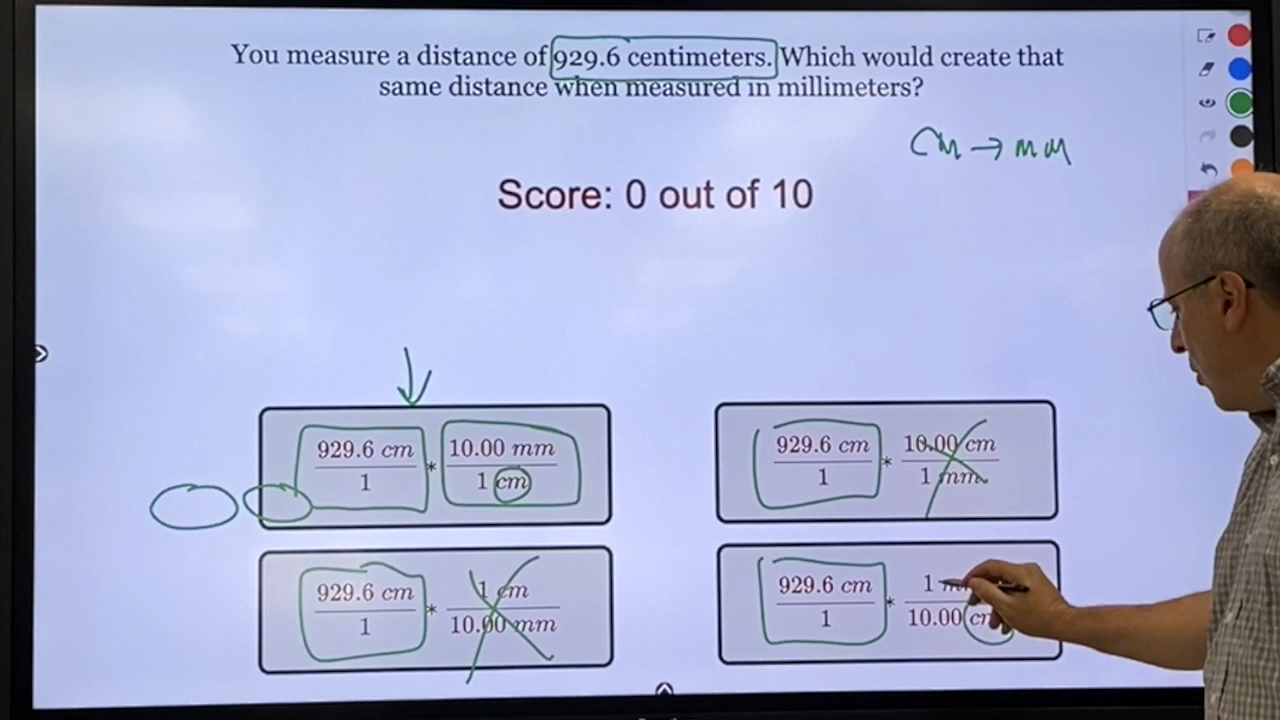 You measure a distance of 929.6 centimeters. Which would create that
same distance when measured in millimeters?
cm → mm
Score: 0 out of 10
929.6 cm
1
*
10.00 mm
1 cm
929.6 cm
1
*
10.00 cm
1 mm
929.6 cm
1
*
1 cm
10.00 mm
929.6 cm
1
*
1
10.00